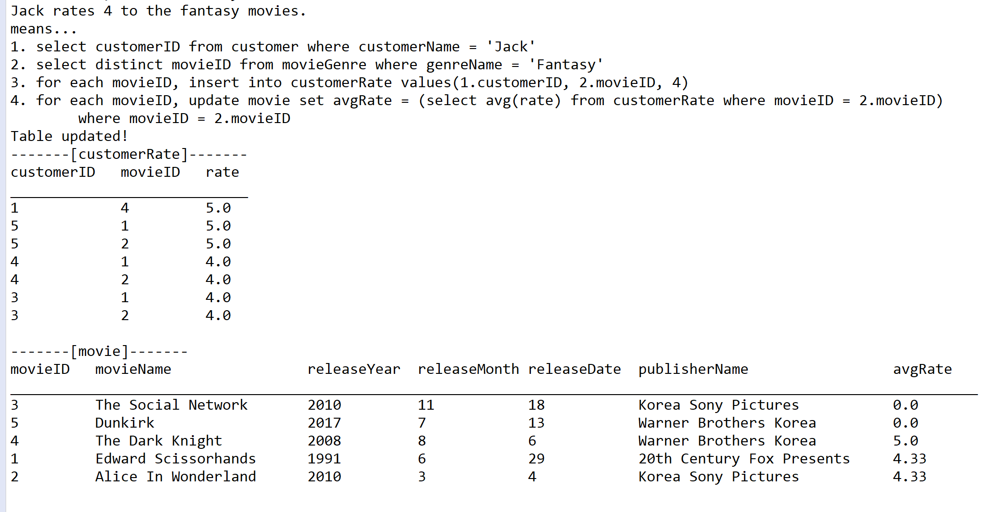 Jack rates 4 to the fantasy movies.
means...
1. select customerID from customer where customerName = 'Jack'
2. select distinct movieID from movieGenre where genreName = 'Fantasy'
3. for each movieID, insert into customerRate values(1.customerID, 2.movieID, 4)
4. for each movieID, update movie set avgRate = (select avg(rate) from customerRate where movieID = 2.movieID)
where movieID = 2.movieID
Table updated!
-------[customerRate]-------
customerID movieID rate
____________________________
1 4 5.0
5 1 5.0
5 2 5.0
4 1 4.0
4 2 4.0
3 1 4.0
3 2 4.0
-------[movie]-------
movieID movieName releaseYear releaseMonth releaseDate publisherName avgRate
__________________________________________________________________________________________________________________
3 The Social Network 2010 11 18 Korea Sony Pictures 0.0
5 Dunkirk 2017 7 13 Warner Brothers Korea 0.0
4 The Dark Knight 2008 8 6 Warner Brothers Korea 5.0
1 Edward Scissorhands 1991 6 29 20th Century Fox Presents 4.33
2 Alice In Wonderland 2010 3 4 Korea Sony Pictures 4.33